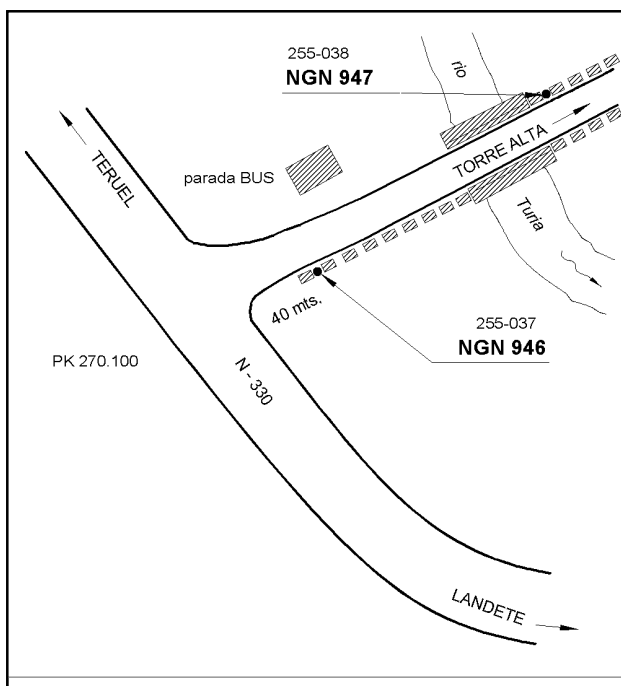 255-038
NGN 947
rio
TERUEL
parada BUS
TORRE ALTA
Turia
40 mts.
255-037
NGN 946
PK 270.100
N - 330
LANDETE